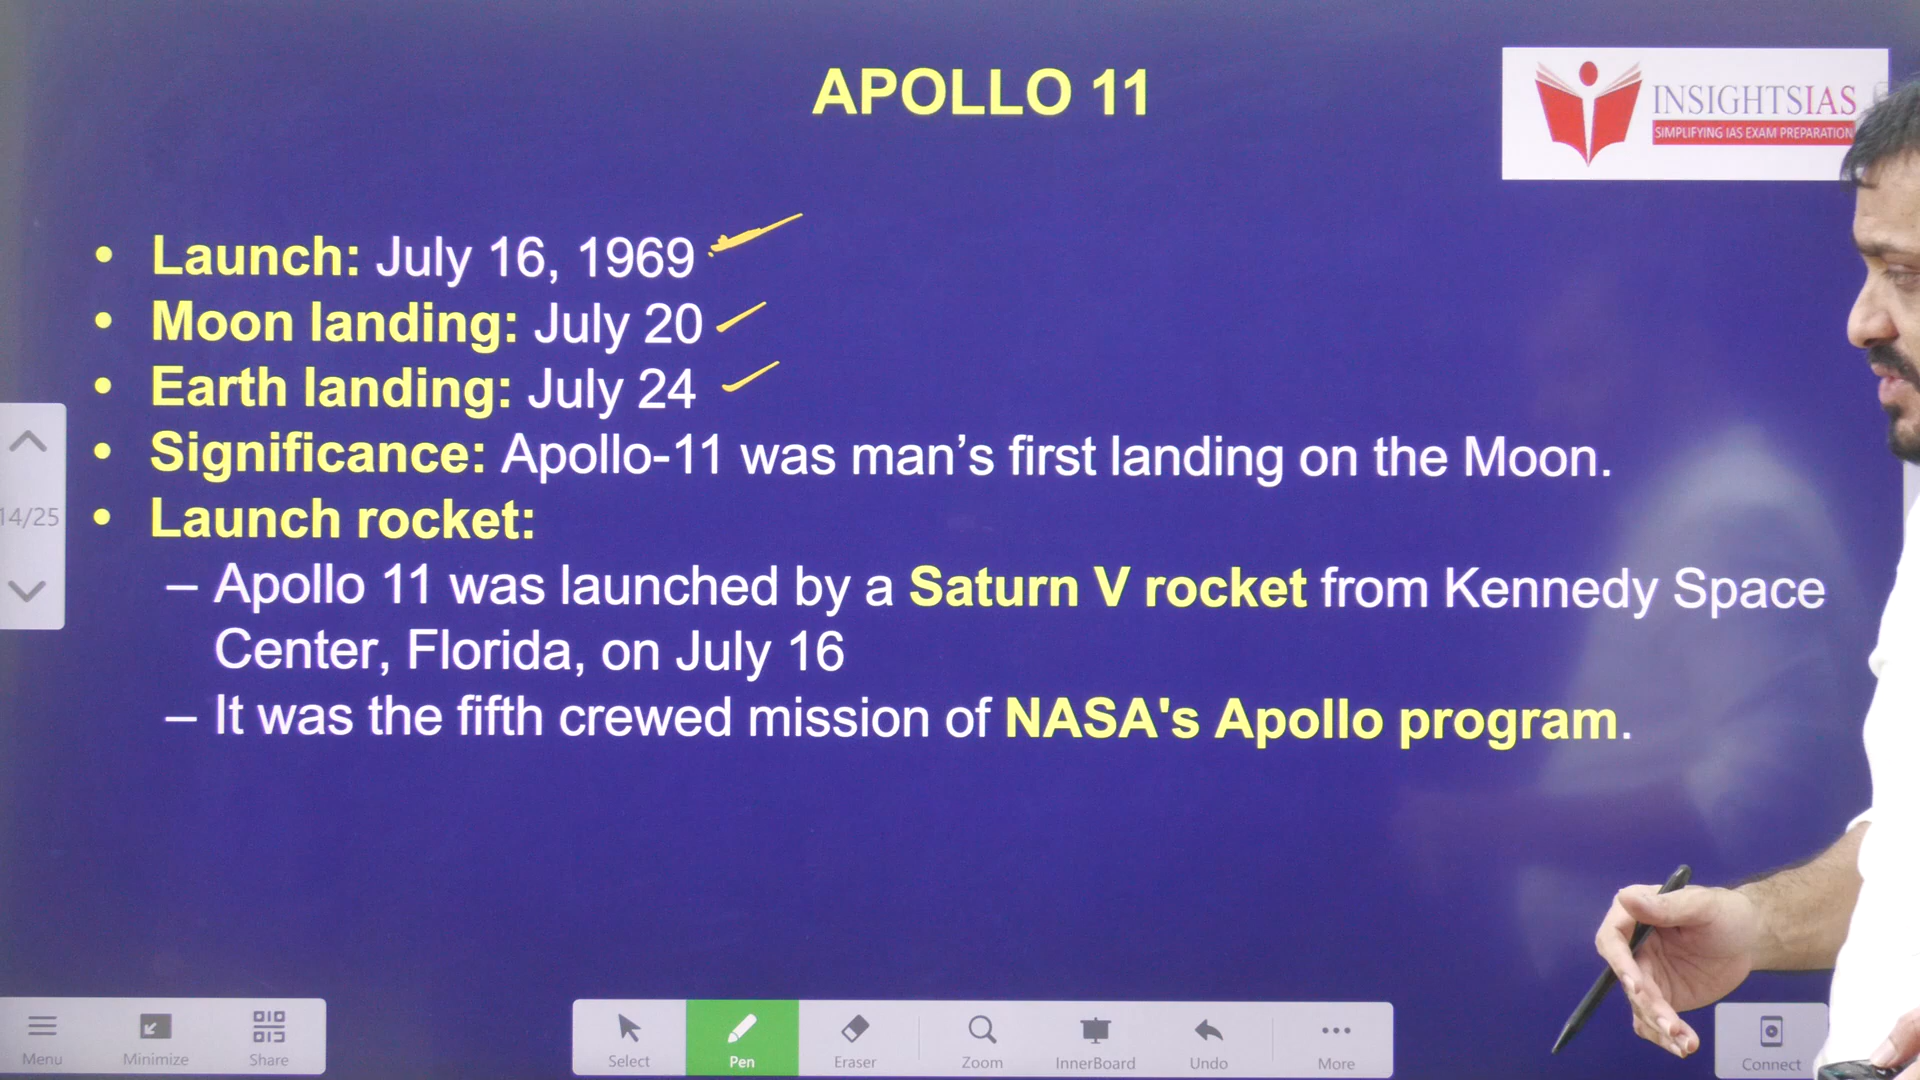 APOLLO 11
INSIGHTSIAS
SIMPLIFYING IAS EXAM PREPARATION
• Launch: July 16, 1969
• Moon landing: July 20
• Earth landing: July 24
• Significance: Apollo-11 was man’s first landing on the Moon.
• Launch rocket:
– Apollo 11 was launched by a Saturn V rocket from Kennedy Space
Center, Florida, on July 16
– It was the fifth crewed mission of NASA's Apollo program.
14/25
Menu
Minimize
Share
Select
Pen
Eraser
Zoom
InnerBoard
Undo
More
Connect